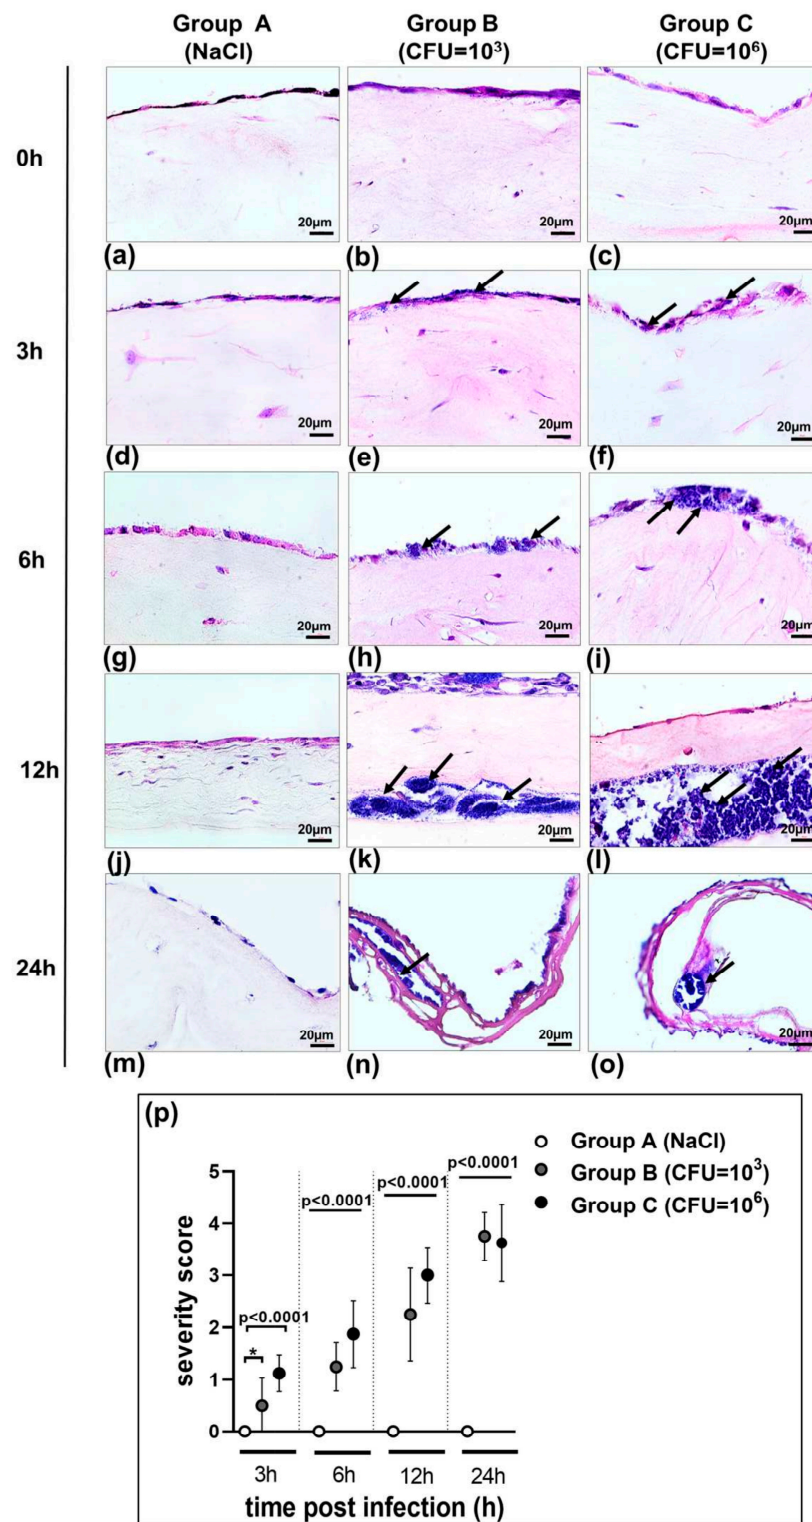 Group A
(NaCl)
Group B
(CFU=10³)
Group C
(CFU=10⁶)
0h
20μm
20μm
20μm
(a)
(b)
(c)
3h
20μm
20μm
20μm
(d)
(e)
(f)
6h
20μm
20μm
20μm
(g)
(h)
(i)
12h
20μm
20μm
20μm
(j)
(k)
(l)
24h
20μm
20μm
20μm
(m)
(n)
(o)
(p)
Group A (NaCl)
Group B (CFU=10³)
Group C (CFU=10⁶)
severity score
5
4
3
2
1
0
p<0.0001
*
p<0.0001
p<0.0001
p<0.0001
3h
6h
12h
24h
time post infection (h)